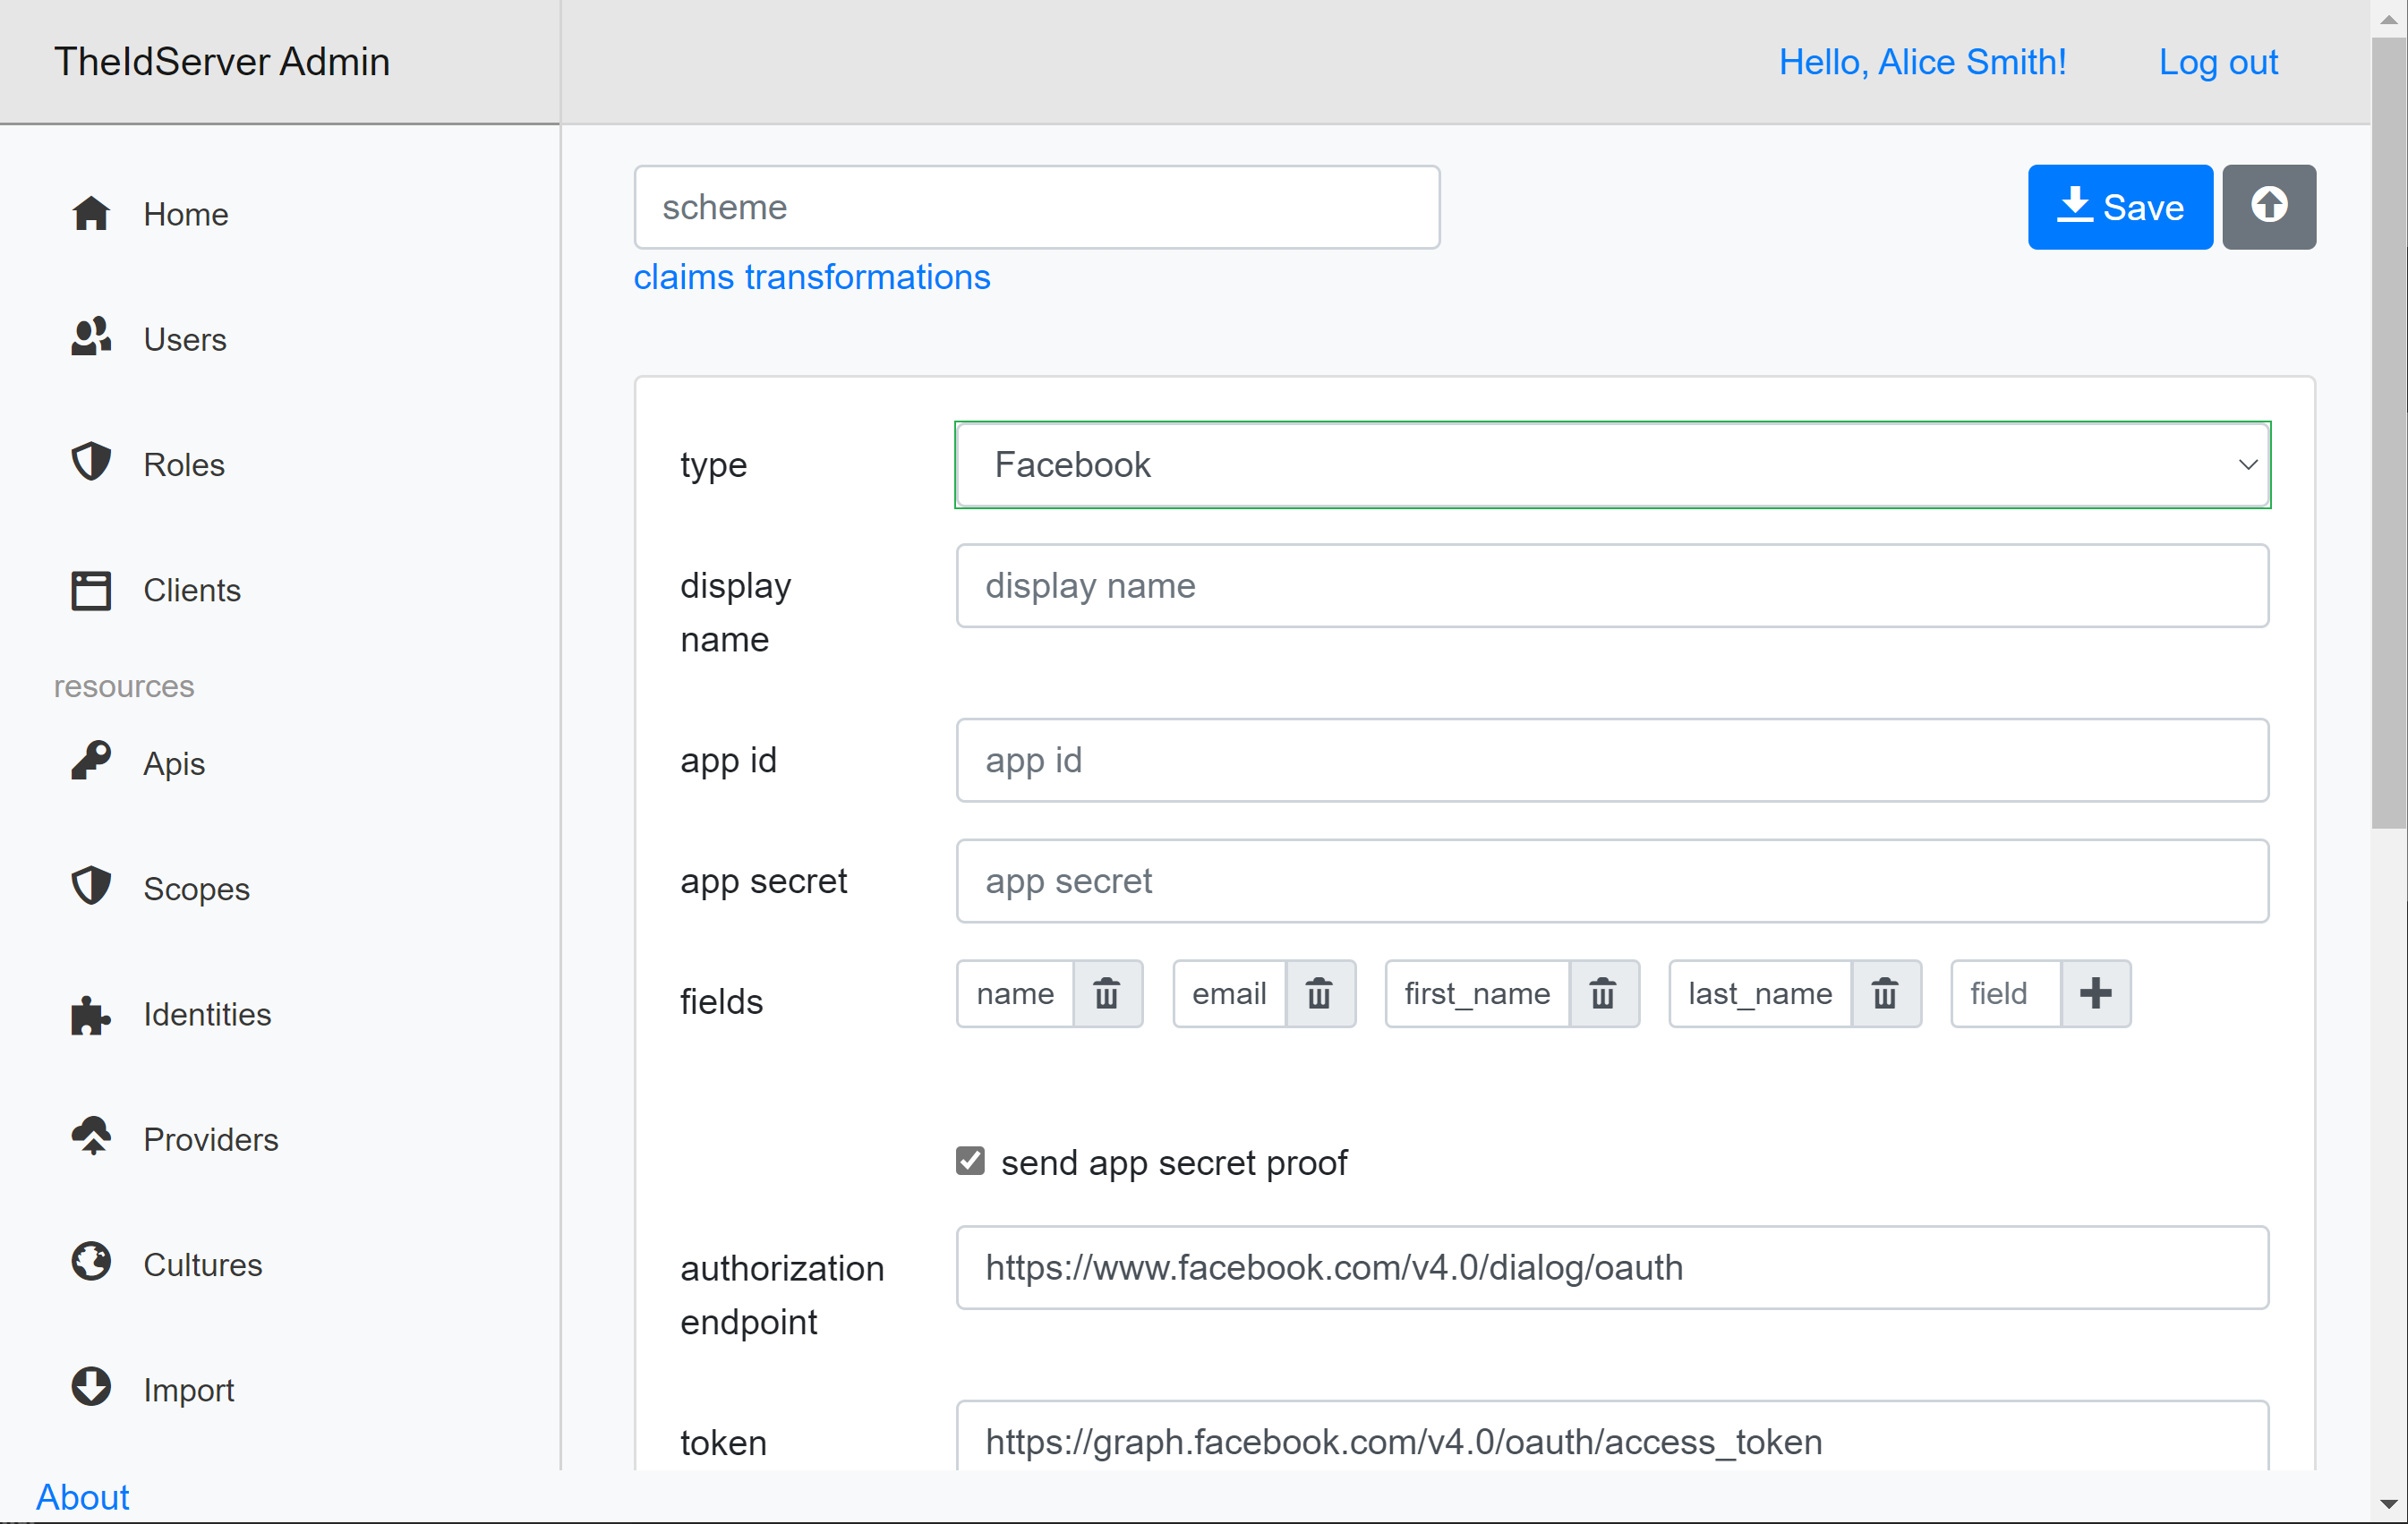 TheIdServer Admin
Hello, Alice Smith!
Log out
Home
Users
Roles
Clients
resources
Apis
Scopes
Identities
Providers
Cultures
Import
About
scheme
Save
claims transformations
type
Facebook
display
name
display name
app id
app id
app secret
app secret
fields
name
email
first_name
last_name
field
send app secret proof
authorization
endpoint
https://www.facebook.com/v4.0/dialog/oauth
token
https://graph.facebook.com/v4.0/oauth/access_token